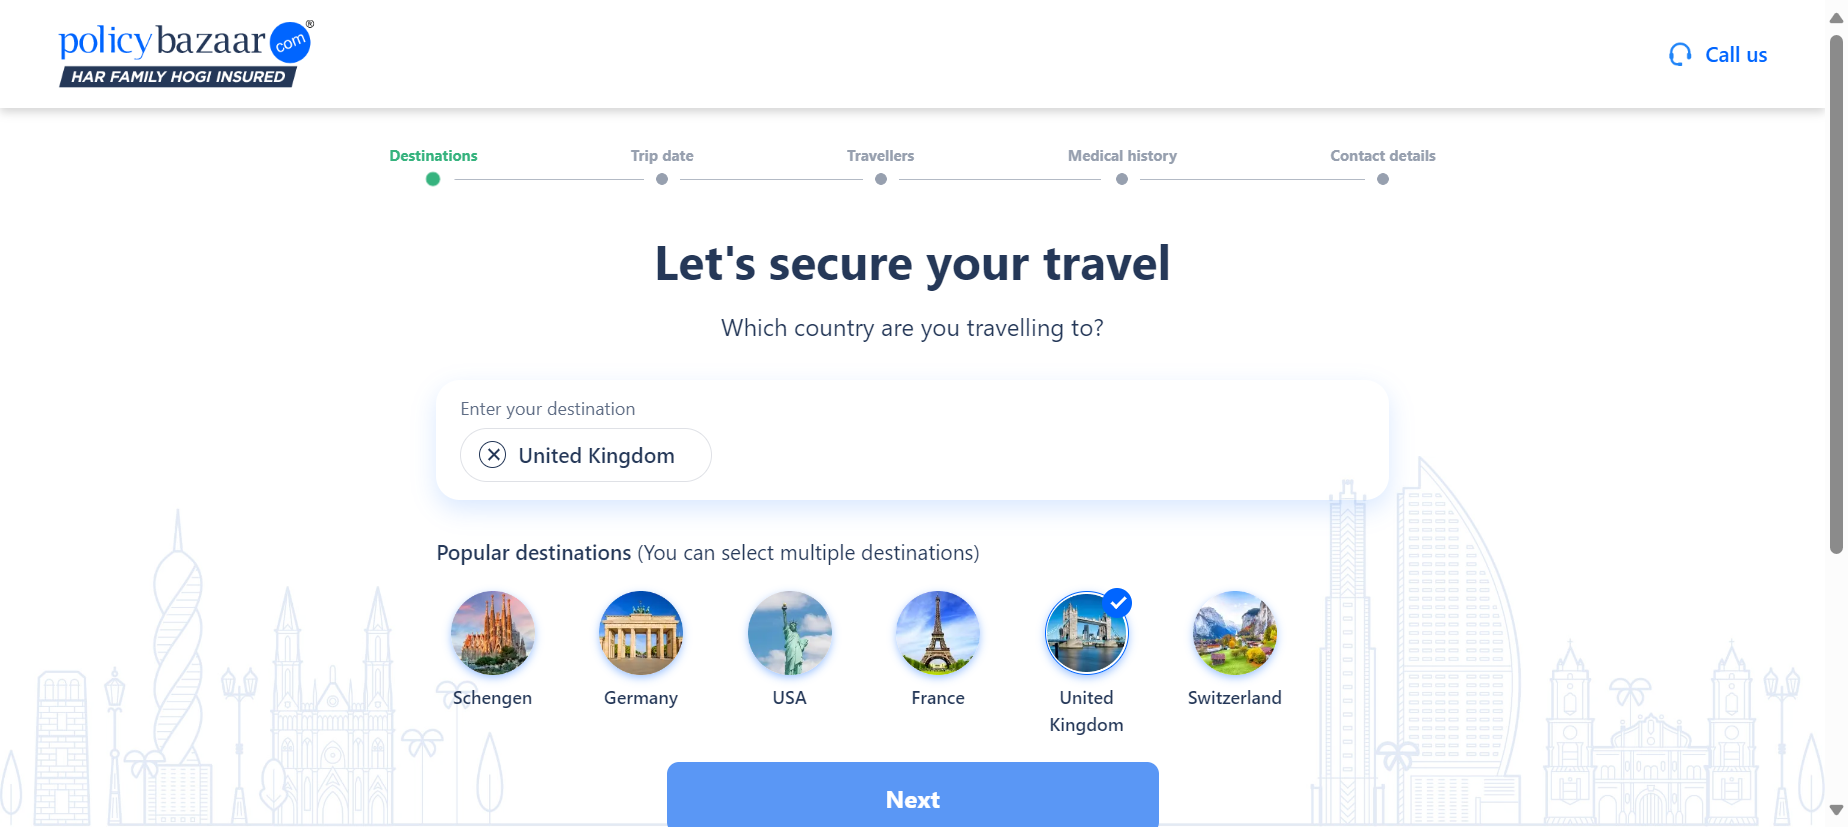 policybazaar com ®
HAR FAMILY HOGI INSURED
Call us
Destinations
Trip date
Travellers
Medical history
Contact details
Let's secure your travel
Which country are you travelling to?
Enter your destination
United Kingdom
Popular destinations (You can select multiple destinations)
Schengen
Germany
USA
France
United
Kingdom
Switzerland
Next